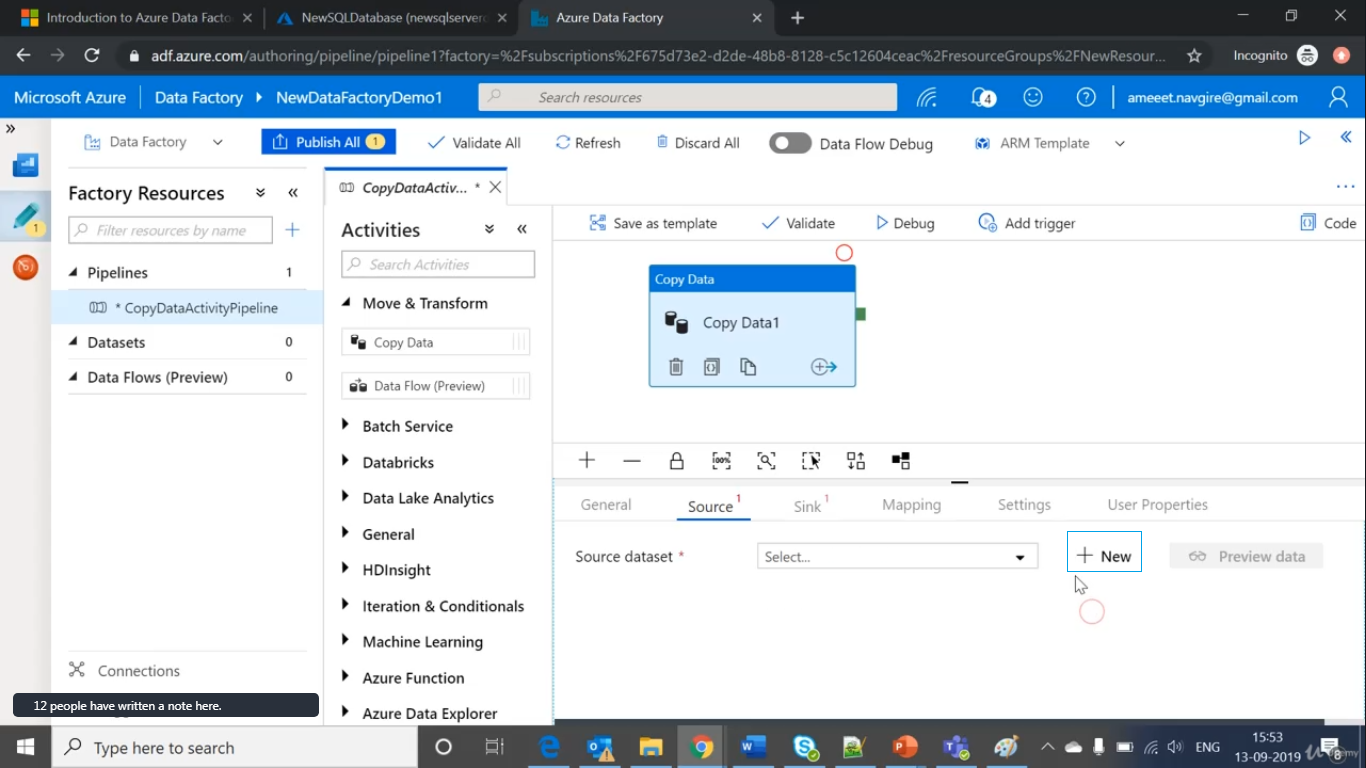 Introduction to Azure Data Facto
NewSQLDatabase (newsqlserver
Azure Data Factory
adf.azure.com/authoring/pipeline/pipeline1?factory=%2Fsubscriptions%2F675d73e2-d2de-48b8-8128-c5c12604ceac%2FresourceGroups%2FNewResour...
Incognito
Microsoft Azure
Data Factory
NewDataFactoryDemo1
Search resources
4
ameeet.navgire@gmail.com
Data Factory
Publish All 1
Validate All
Refresh
Discard All
Data Flow Debug
ARM Template
1
Factory Resources
Filter resources by name
Pipelines 1
* CopyDataActivityPipeline
Datasets 0
Data Flows (Preview) 0
Connections
12 people have written a note here.
CopyDataActiv... *
Activities
Search Activities
Move & Transform
Copy Data
Data Flow (Preview)
Batch Service
Databricks
Data Lake Analytics
General
HDInsight
Iteration & Conditionals
Machine Learning
Azure Function
Azure Data Explorer
Save as template
Validate
Debug
Add trigger
Code
Copy Data
Copy Data1
100%
General
Source 1
Sink 1
Mapping
Settings
User Properties
Source dataset *
Select...
New
Preview data
Type here to search
ENG
15:53
13-09-2019
8